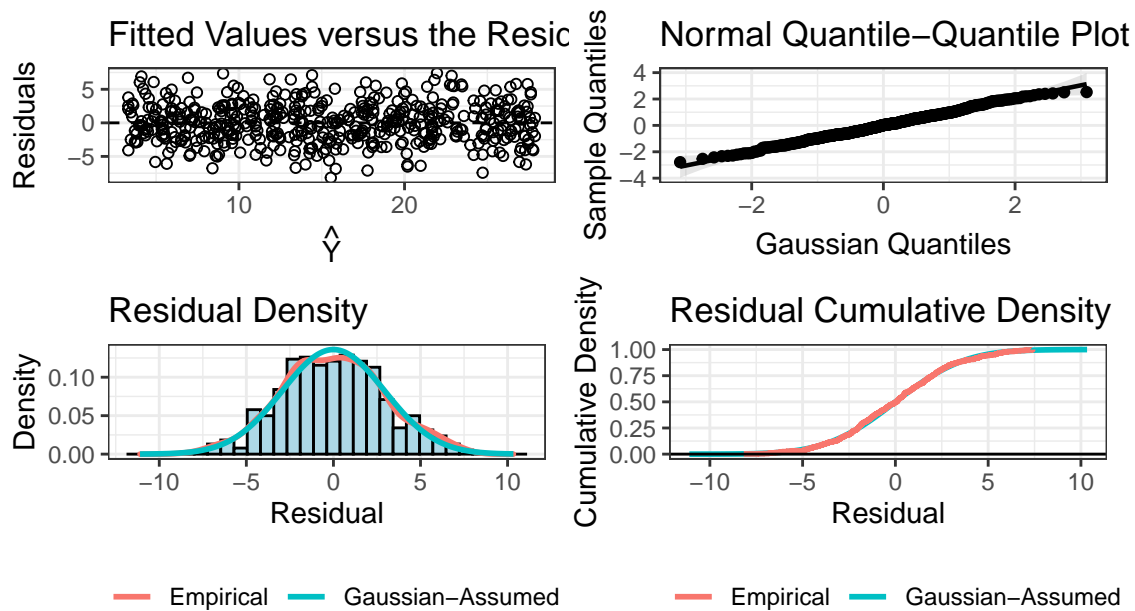 Fitted Values versus the Resid
Residuals
5
0
−5
10
20
Ŷ
Normal Quantile−Quantile Plot
Sample Quantiles
4
2
0
−2
−4
−2
0
2
Gaussian Quantiles
Residual Density
Density
0.10
0.05
0.00
−10
−5
0
5
10
Residual
Empirical
Gaussian−Assumed
Residual Cumulative Density
Cumulative Density
1.00
0.75
0.50
0.25
0.00
−10
−5
0
5
10
Residual
Empirical
Gaussian−Assumed